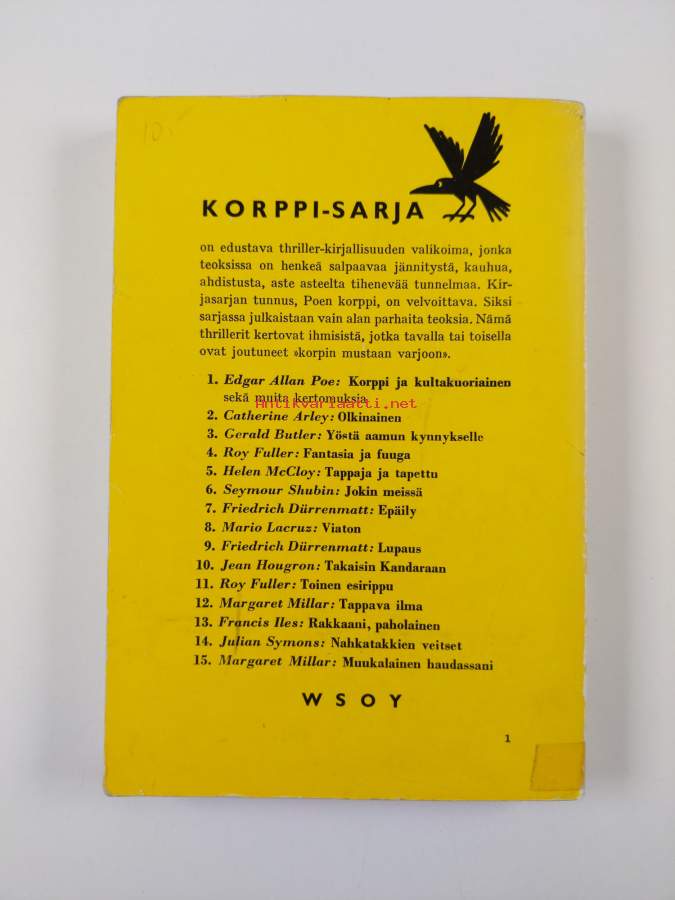 10.-
KORPPI-SARJA
on edustava thriller-kirjallisuuden valikoima, jonka
teoksissa on henkeä salpaavaa jännitystä, kauhua,
ahdistusta, aste asteelta tihenevää tunnelmaa. Kir-
jasarjan tunnus, Poen korppi, on velvoittava. Siksi
sarjassa julkaistaan vain alan parhaita teoksia. Nämä
thrillerit kertovat ihmisistä, jotka tavalla tai toisella
ovat joutuneet »korpin mustaan varjoon».
1. Edgar Allan Poe: Korppi ja kultakuoriainen
sekä muita kertomuksia
Antikvariaatti.net
2. Catherine Arley: Olkinainen
3. Gerald Butler: Yöstä aamun kynnykselle
4. Roy Fuller: Fantasia ja fuuga
5. Helen McCloy: Tappaja ja tapettu
6. Seymour Shubin: Jokin meissä
7. Friedrich Dürrenmatt: Epäily
8. Mario Lacruz: Viaton
9. Friedrich Dürrenmatt: Lupaus
10. Jean Hougron: Takaisin Kandaraan
11. Roy Fuller: Toinen esirippu
12. Margaret Millar: Tappava ilma
13. Francis Iles: Rakkaani, paholainen
14. Julian Symons: Nahkatakkien veitset
15. Margaret Millar: Muukalainen haudassani
WSOY
1